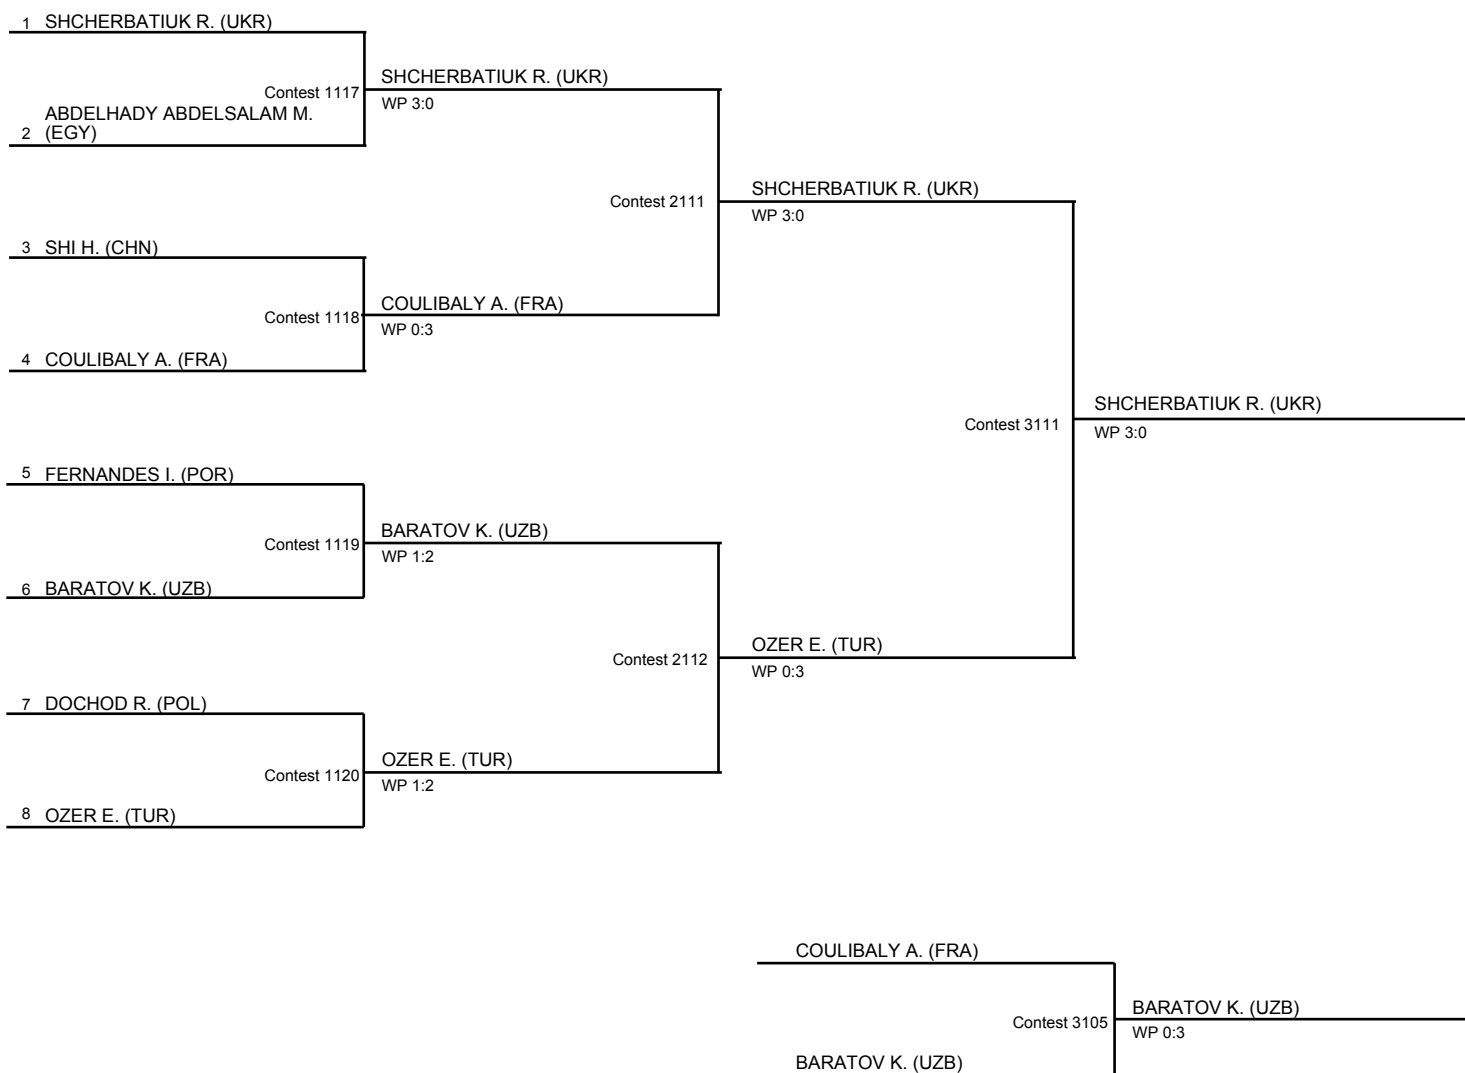 1 SHCHERBATIUK R. (UKR)
Contest 1117
SHCHERBATIUK R. (UKR)
WP 3:0
ABDELHADY ABDELSALAM M.
2 (EGY)
Contest 2111
SHCHERBATIUK R. (UKR)
WP 3:0
3 SHI H. (CHN)
Contest 1118
COULIBALY A. (FRA)
WP 0:3
4 COULIBALY A. (FRA)
Contest 3111
SHCHERBATIUK R. (UKR)
WP 3:0
5 FERNANDES I. (POR)
Contest 1119
BARATOV K. (UZB)
WP 1:2
6 BARATOV K. (UZB)
Contest 2112
OZER E. (TUR)
WP 0:3
7 DOCHOD R. (POL)
Contest 1120
OZER E. (TUR)
WP 1:2
8 OZER E. (TUR)
COULIBALY A. (FRA)
Contest 3105
BARATOV K. (UZB)
WP 0:3
BARATOV K. (UZB)